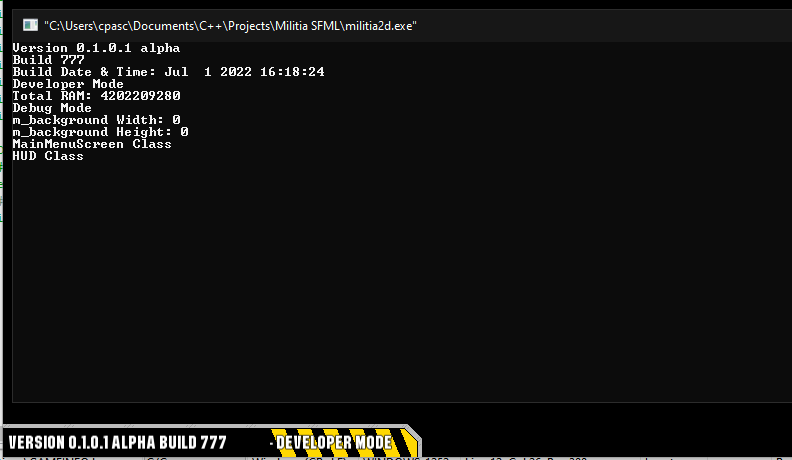 "C:\Users\cpasc\Documents\C++\Projects\Militia SFML\militia2d.exe"
Version 0.1.0.1 alpha
Build 777
Build Date & Time: Jul  1 2022 16:18:24
Developer Mode
Total RAM: 4202209280
Debug Mode
m_background Width: 0
m_background Height: 0
MainMenuScreen Class
HUD Class
VERSION 0.1.0.1 ALPHA BUILD 777 - DEVELOPER MODE